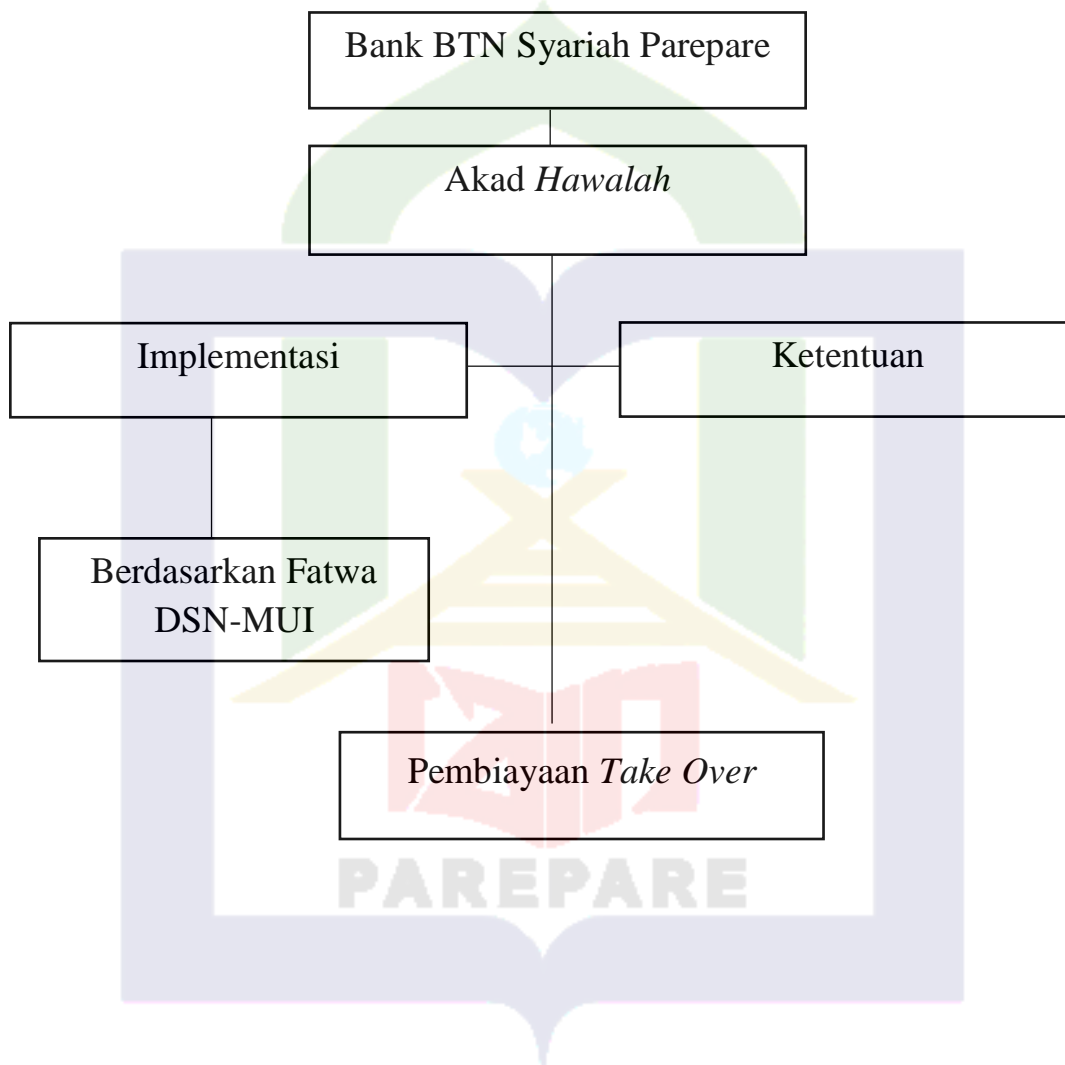 Bank BTN Syariah Parepare
Akad Hawalah
Implementasi
Ketentuan
Berdasarkan Fatwa
DSN-MUI
Pembiayaan Take Over
PAREPARE